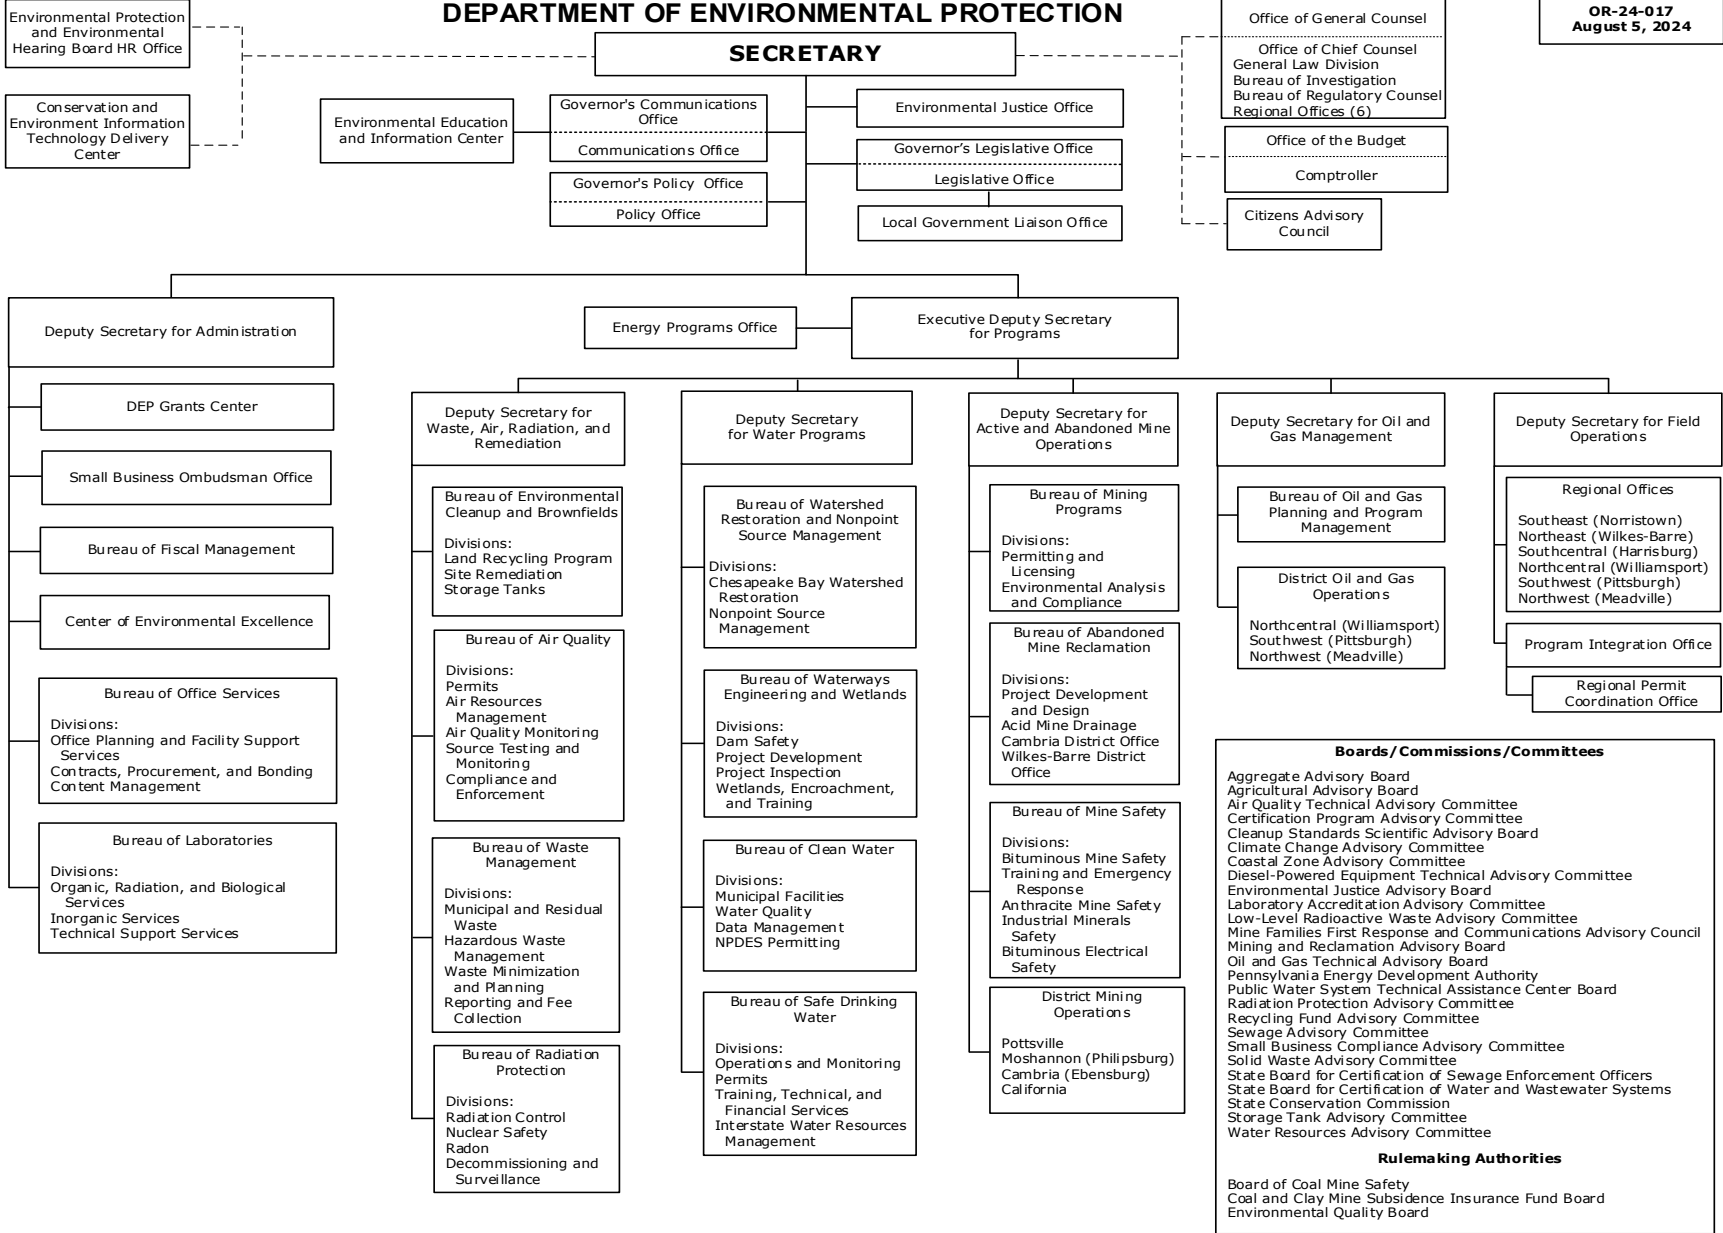 DEPARTMENT OF ENVIRONMENTAL PROTECTION
OR-24-017
August 5, 2024
Environmental Protection
and Environmental
Hearing Board HR Office
Conservation and
Environment Information
Technology Delivery
Center
SECRETARY
Environmental Education
and Information Center
Governor's Communications
Office
Communications Office
Governor's Policy Office
Policy Office
Environmental Justice Office
Governor’s Legislative Office
Legislative Office
Local Government Liaison Office
Office of General Counsel
Office of Chief Counsel
General Law Division
Bureau of Investigation
Bureau of Regulatory Counsel
Regional Offices (6)
Office of the Budget
Comptroller
Citizens Advisory
Council
Deputy Secretary for Administration
Energy Programs Office
Executive Deputy Secretary
for Programs
DEP Grants Center
Small Business Ombudsman Office
Bureau of Fiscal Management
Center of Environmental Excellence
Bureau of Office Services
Divisions:
Office Planning and Facility Support
Services
Contracts, Procurement, and Bonding
Content Management
Bureau of Laboratories
Divisions:
Organic, Radiation, and Biological
Services
Inorganic Services
Technical Support Services
Deputy Secretary for
Waste, Air, Radiation, and
Remediation
Bureau of Environmental
Cleanup and Brownfields
Divisions:
Land Recycling Program
Site Remediation
Storage Tanks
Bureau of Air Quality
Divisions:
Permits
Air Resources
Management
Air Quality Monitoring
Source Testing and
Monitoring
Compliance and
Enforcement
Bureau of Waste
Management
Divisions:
Municipal and Residual
Waste
Hazardous Waste
Management
Waste Minimization
and Planning
Reporting and Fee
Collection
Bureau of Radiation
Protection
Divisions:
Radiation Control
Nuclear Safety
Radon
Decommissioning and
Surveillance
Deputy Secretary
for Water Programs
Bureau of Watershed
Restoration and Nonpoint
Source Management
Divisions:
Chesapeake Bay Watershed
Restoration
Nonpoint Source
Management
Bureau of Waterways
Engineering and Wetlands
Divisions:
Dam Safety
Project Development
Project Inspection
Wetlands, Encroachment,
and Training
Bureau of Clean Water
Divisions:
Municipal Facilities
Water Quality
Data Management
NPDES Permitting
Bureau of Safe Drinking
Water
Divisions:
Operations and Monitoring
Permits
Training, Technical, and
Financial Services
Interstate Water Resources
Management
Deputy Secretary for
Active and Abandoned Mine
Operations
Bureau of Mining
Programs
Divisions:
Permitting and
Licensing
Environmental Analysis
and Compliance
Bureau of Abandoned
Mine Reclamation
Divisions:
Project Development
and Design
Acid Mine Drainage
Cambria District Office
Wilkes-Barre District
Office
Bureau of Mine Safety
Divisions:
Bituminous Mine Safety
Training and Emergency
Response
Anthracite Mine Safety
Industrial Minerals
Safety
Bituminous Electrical
Safety
District Mining
Operations
Pottsville
Moshannon (Philipsburg)
Cambria (Ebensburg)
California
Deputy Secretary for Oil and
Gas Management
Bureau of Oil and Gas
Planning and Program
Management
District Oil and Gas
Operations
Northcentral (Williamsport)
Southwest (Pittsburgh)
Northwest (Meadville)
Deputy Secretary for Field
Operations
Regional Offices
Southeast (Norristown)
Northeast (Wilkes-Barre)
Southcentral (Harrisburg)
Northcentral (Williamsport)
Southwest (Pittsburgh)
Northwest (Meadville)
Program Integration Office
Regional Permit
Coordination Office
Boards/Commissions/Committees
Aggregate Advisory Board
Agricultural Advisory Board
Air Quality Technical Advisory Committee
Certification Program Advisory Committee
Cleanup Standards Scientific Advisory Board
Climate Change Advisory Committee
Coastal Zone Advisory Committee
Diesel-Powered Equipment Technical Advisory Committee
Environmental Justice Advisory Board
Laboratory Accreditation Advisory Committee
Low-Level Radioactive Waste Advisory Committee
Mine Families First Response and Communications Advisory Council
Mining and Reclamation Advisory Board
Oil and Gas Technical Advisory Board
Pennsylvania Energy Development Authority
Public Water System Technical Assistance Center Board
Radiation Protection Advisory Committee
Recycling Fund Advisory Committee
Sewage Advisory Committee
Small Business Compliance Advisory Committee
Solid Waste Advisory Committee
State Board for Certification of Sewage Enforcement Officers
State Board for Certification of Water and Wastewater Systems
State Conservation Commission
Storage Tank Advisory Committee
Water Resources Advisory Committee
Rulemaking Authorities
Board of Coal Mine Safety
Coal and Clay Mine Subsidence Insurance Fund Board
Environmental Quality Board